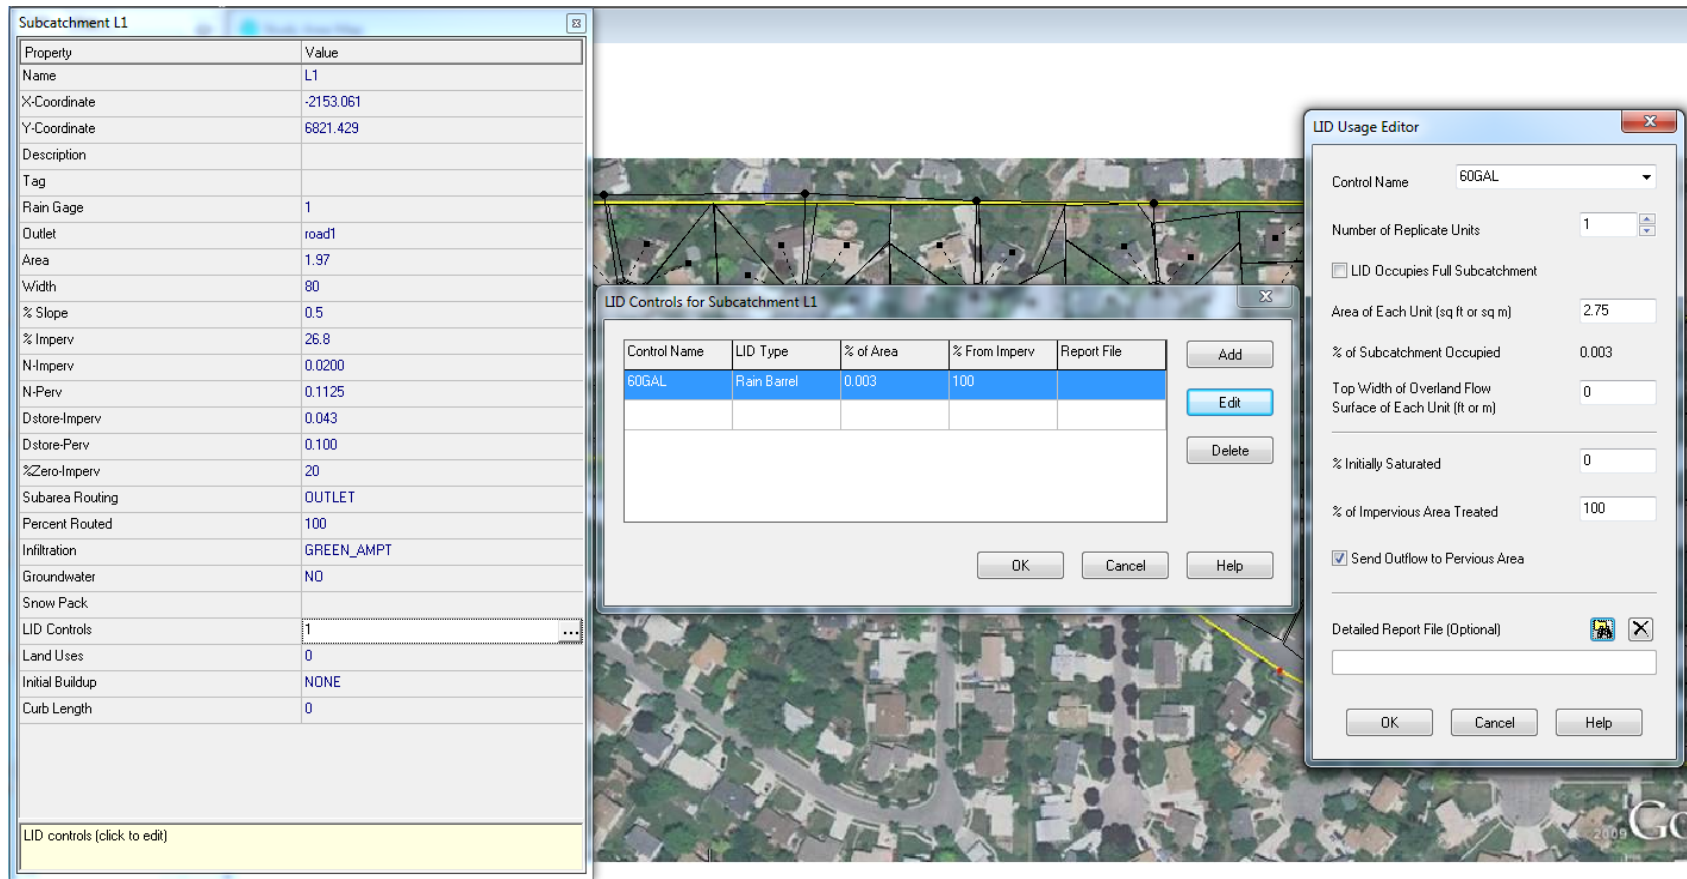 Subcatchment L1
Property Value
Name L1
X-Coordinate -2153.061
Y-Coordinate 6821.429
Description
Tag
Rain Gage 1
Outlet road1
Area 1.97
Width 80
% Slope 0.5
% Imperv 26.8
N-Imperv 0.0200
N-Perv 0.1125
Dstore-Imperv 0.043
Dstore-Perv 0.100
%Zero-Imperv 20
Subarea Routing OUTLET
Percent Routed 100
Infiltration GREEN_AMPT
Groundwater NO
Snow Pack
LID Controls 1 ...
Land Uses 0
Initial Buildup NONE
Curb Length 0
LID controls (click to edit)
LID Controls for Subcatchment L1
Control Name LID Type % of Area % From Imperv Report File
60GAL Rain Barrel 0.003 100
Add
Edit
Delete
OK Cancel Help
LID Usage Editor
Control Name 60GAL
Number of Replicate Units 1
LID Occupies Full Subcatchment
Area of Each Unit (sq ft or sq m) 2.75
% of Subcatchment Occupied 0.003
Top Width of Overland Flow
Surface of Each Unit (ft or m) 0
% Initially Saturated 0
% of Impervious Area Treated 100
Send Outflow to Pervious Area
Detailed Report File (Optional)
OK Cancel Help
2009 Go